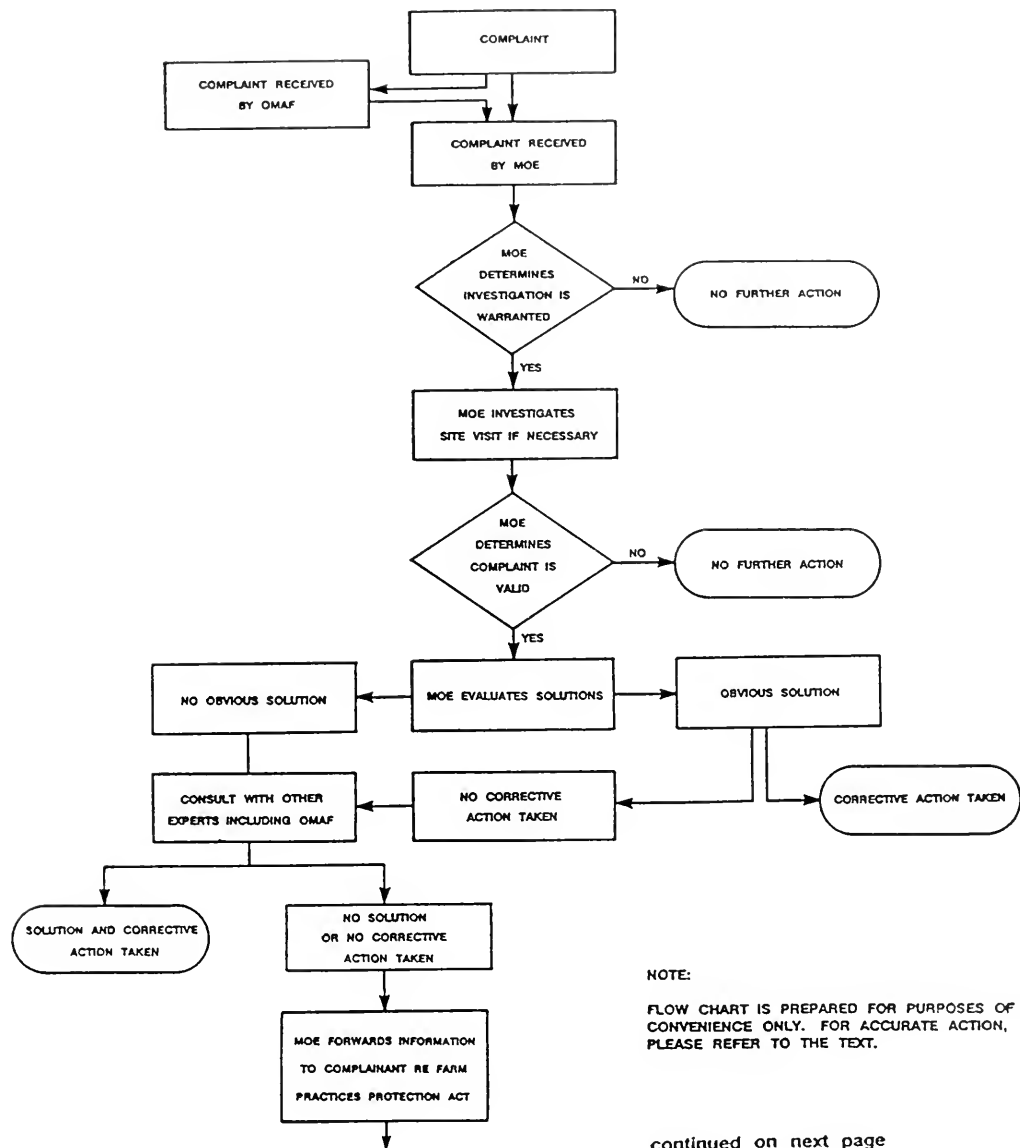 COMPLAINT
COMPLAINT RECEIVED
BY OMAF
COMPLAINT RECEIVED
BY MOE
MOE
DETERMINES
INVESTIGATION IS
WARRANTED
NO
NO FURTHER ACTION
YES
MOE INVESTIGATES
SITE VISIT IF NECESSARY
MOE
DETERMINES
COMPLAINT IS
VALID
NO
NO FURTHER ACTION
YES
NO OBVIOUS SOLUTION
MOE EVALUATES SOLUTIONS
OBVIOUS SOLUTION
CONSULT WITH OTHER
EXPERTS INCLUDING OMAF
NO CORRECTIVE
ACTION TAKEN
CORRECTIVE ACTION TAKEN
SOLUTION AND CORRECTIVE
ACTION TAKEN
NO SOLUTION
OR NO CORRECTIVE
ACTION TAKEN
MOE FORWARDS INFORMATION
TO COMPLAINANT RE FARM
PRACTICES PROTECTION ACT
NOTE:
FLOW CHART IS PREPARED FOR PURPOSES OF
CONVENIENCE ONLY. FOR ACCURATE ACTION,
PLEASE REFER TO THE TEXT.
continued on next page